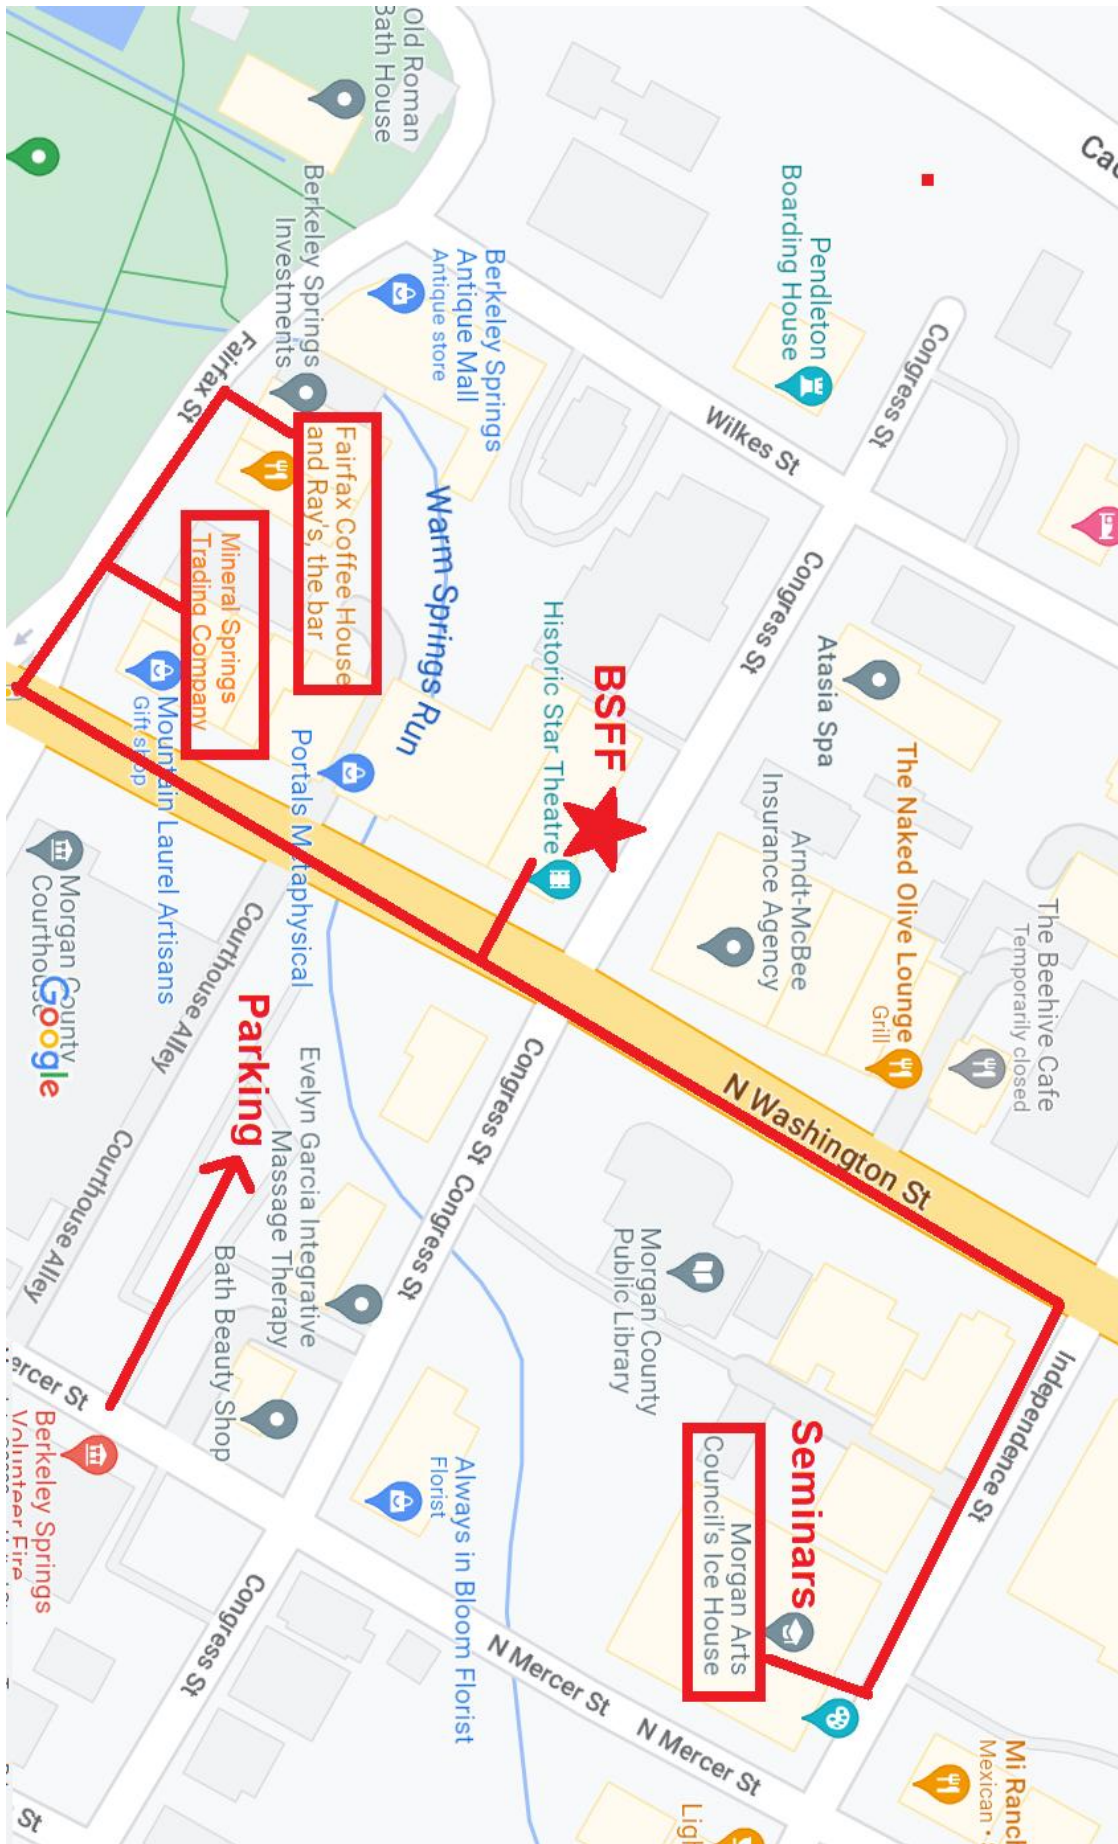 Old Roman
Bath House
Berkeley Springs
Investments
Berkeley Springs
Antique Mall
Antique store
Pendleton
Boarding House
Congress St
Wilkes St
Fairfax St
Fairfax Coffee House
and Ray's, the bar
Mineral Springs
Trading Company
Warm Springs Run
BSFF
Historic Star Theatre
Congress St
Atasia Spa
The Naked Olive Lounge
Grill
Arndt-McBee
Insurance Agency
The Beehive Cafe
Temporarily closed
Mountain Laurel Artisans
Gift shop
Portals Metaphysical
Morgan County
Courthouse
Google
Courthouse Alley
Parking
Courthouse Alley
Evelyn Garcia Integrative
Massage Therapy
Bath Beauty Shop
Congress St
Congress St
N Washington St
Morgan County
Public Library
Independence St
Seminars
Morgan Arts
Council's Ice House
Berkeley Springs
Volunteer Fire
Always in Bloom Florist
Florist
Congress St
N Mercer St
N Mercer St
Mexican
St